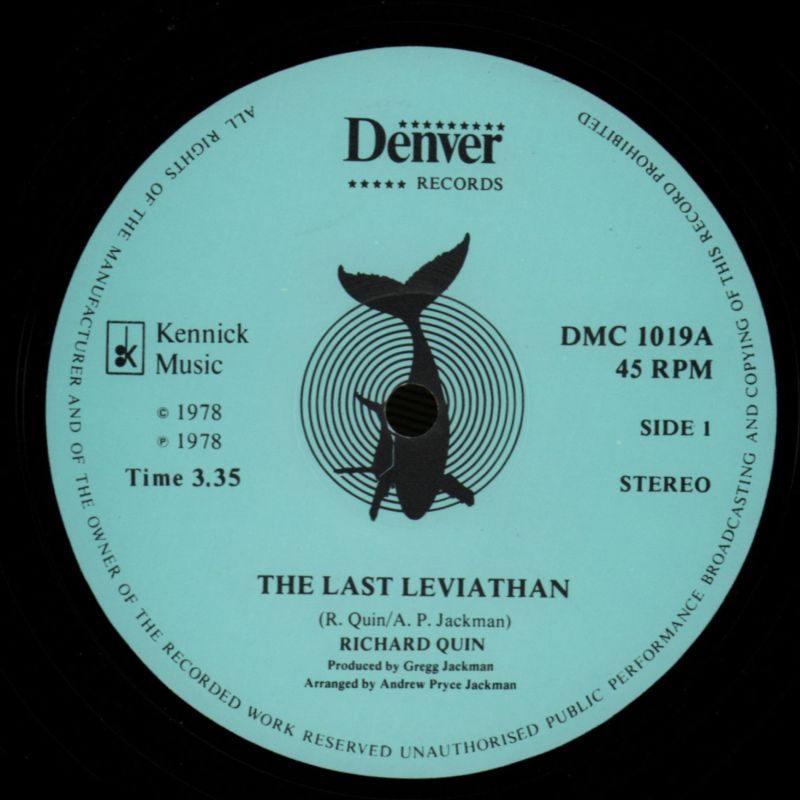 Denver
RECORDS
Kennick
Music
© 1978
℗ 1978
Time 3.35
DMC 1019A
45 RPM
SIDE 1
STEREO
THE LAST LEVIATHAN
(R. Quin/A. P. Jackman)
RICHARD QUIN
Produced by Gregg Jackman
Arranged by Andrew Pryce Jackman
ALL RIGHTS OF THE MANUFACTURER AND OF THE OWNER OF THE RECORDED WORK RESERVED UNAUTHORISED PUBLIC PERFORMANCE BROADCASTING AND COPYING OF THIS RECORD PROHIBITED